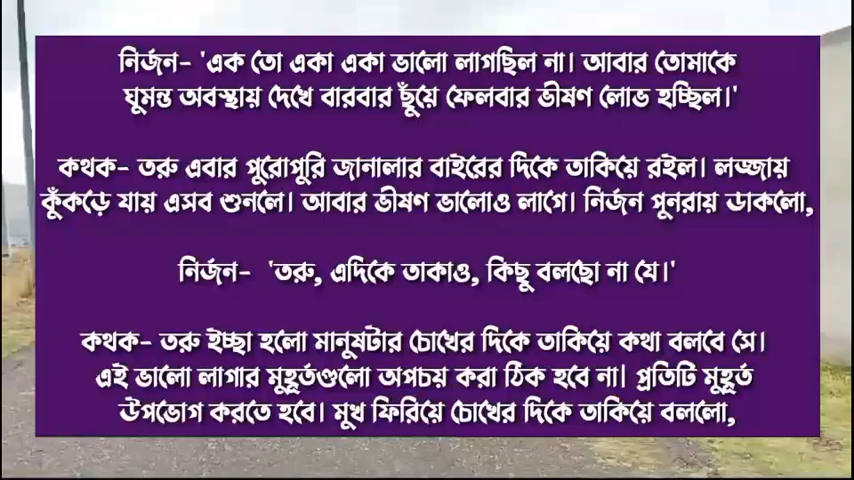 নির্জন- 'এক তো একা একা ভালো লাগছিল না। আবার তোমাকে
ঘুমন্ত অবস্থায় দেখে বারবার ছুঁয়ে ফেলবার ভীষণ লোভ হচ্ছিল।'
কথক- তরু এবার পুরোপুরি জানালার বাইরের দিকে তাকিয়ে রইল। লজ্জায়
কুঁকড়ে যায় এসব শুনলে। আবার ভীষণ ভালোও লাগে। নির্জন পুনরায় ডাকলো,
নির্জন- 'তরু, এদিকে তাকাও, কিছু বলছো না যে।'
কথক- তরু ইচ্ছা হলো মানুষটার চোখের দিকে তাকিয়ে কথা বলবে সে।
এই ভালো লাগার মুহূর্তগুলো অপচয় করা ঠিক হবে না। প্রতিটি মুহূর্ত
উপভোগ করতে হবে। মুখ ফিরিয়ে চোখের দিকে তাকিয়ে বললো,